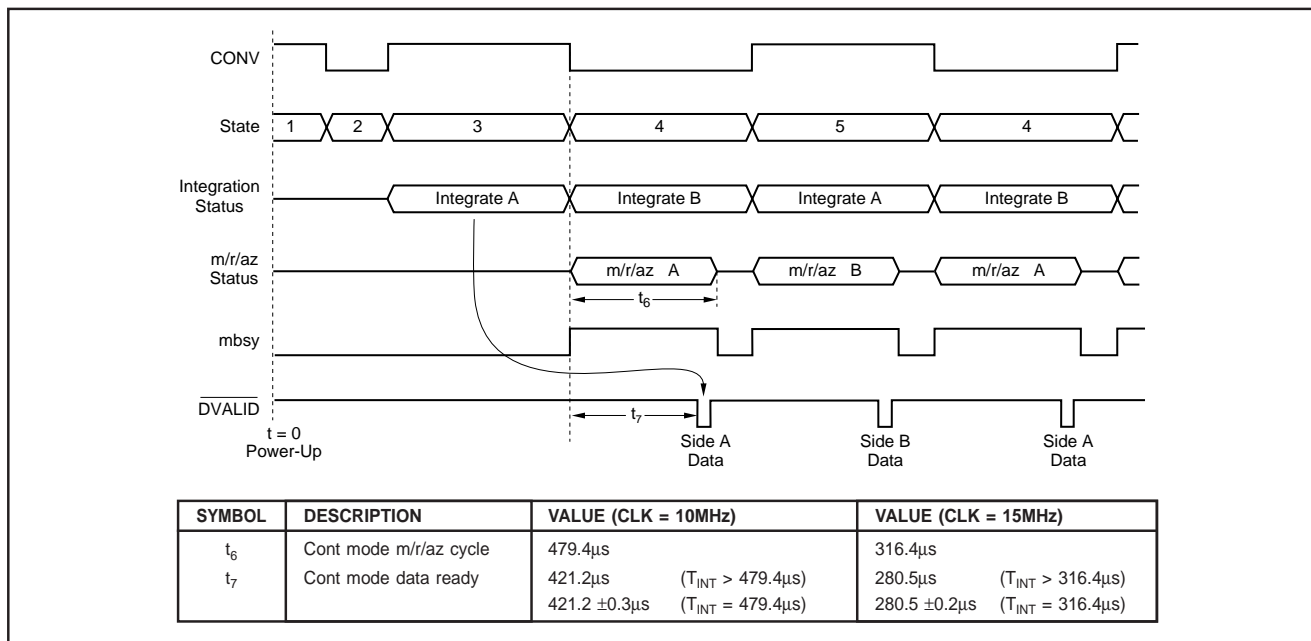 CONV
State 1 2 3 4 5 4
Integration
Status
Integrate A Integrate B Integrate A Integrate B
m/r/az
Status
m/r/az A m/r/az B m/r/az A
t6
mbsy
DVALID
t7
t = 0
Power-Up
Side A
Data
Side B
Data
Side A
Data
SYMBOL DESCRIPTION VALUE (CLK = 10MHz) VALUE (CLK = 15MHz)
t6 Cont mode m/r/az cycle 479.4µs 316.4µs
t7 Cont mode data ready 421.2µs (TINT > 479.4µs) 280.5µs (TINT > 316.4µs)
421.2 ±0.3µs (TINT = 479.4µs) 280.5 ±0.2µs (TINT = 316.4µs)